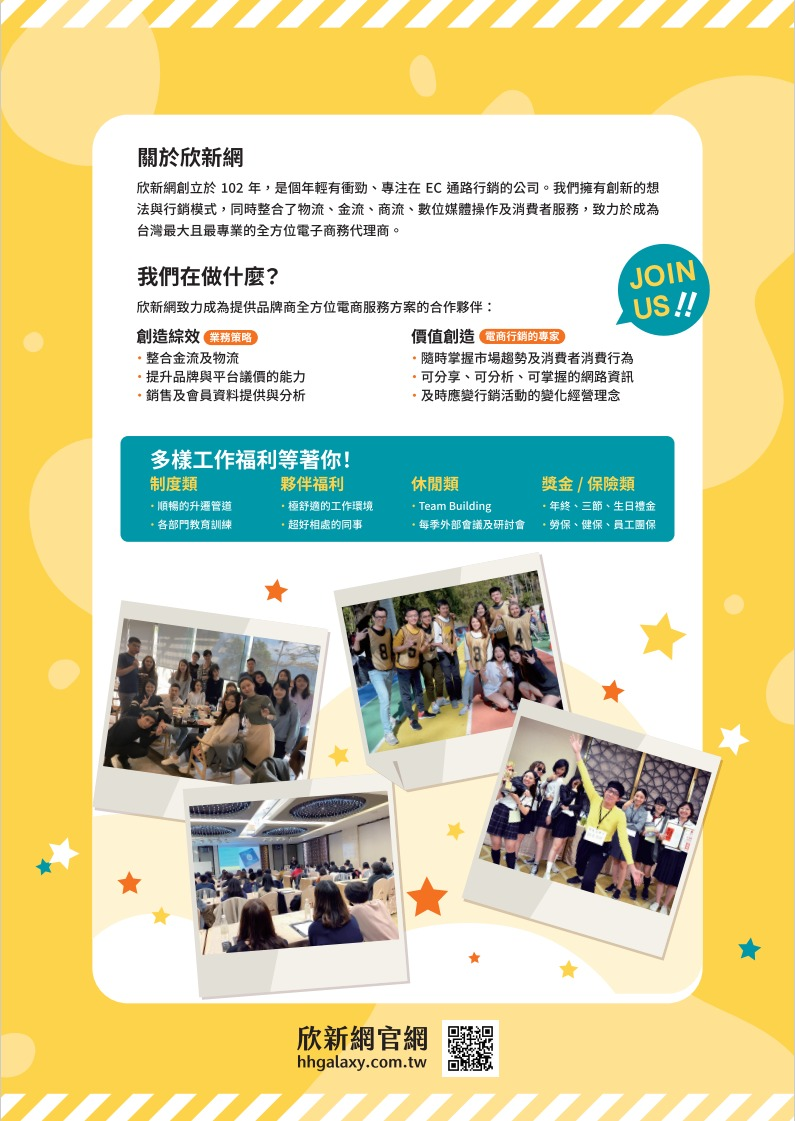 關於欣新網
欣新網創立於 102 年，是個年輕有衝勁、專注在 EC 通路行銷的公司。我們擁有創新的想
法與行銷模式，同時整合了物流、金流、商流、數位媒體操作及消費者服務，致力於成為
台灣最大且最專業的全方位電子商務代理商。
我們在做什麼？
欣新網致力成為提供品牌商全方位電商服務方案的合作夥伴：
JOIN
US !!
創造綜效 業務策略
・整合金流及物流
・提升品牌與平台議價的能力
・銷售及會員資料提供與分析
價值創造 電商行銷的專家
・隨時掌握市場趨勢及消費者消費行為
・可分享、可分析、可掌握的網路資訊
・及時應變行銷活動的變化經營理念
多樣工作福利等著你！
制度類
・順暢的升遷管道
・各部門教育訓練
夥伴福利
・極舒適的工作環境
・超好相處的同事
休閒類
・Team Building
・每季外部會議及研討會
獎金 / 保險類
・年終、三節、生日禮金
・勞保、健保、員工團保
8
5
3
4
欣新網官網
hhgalaxy.com.tw